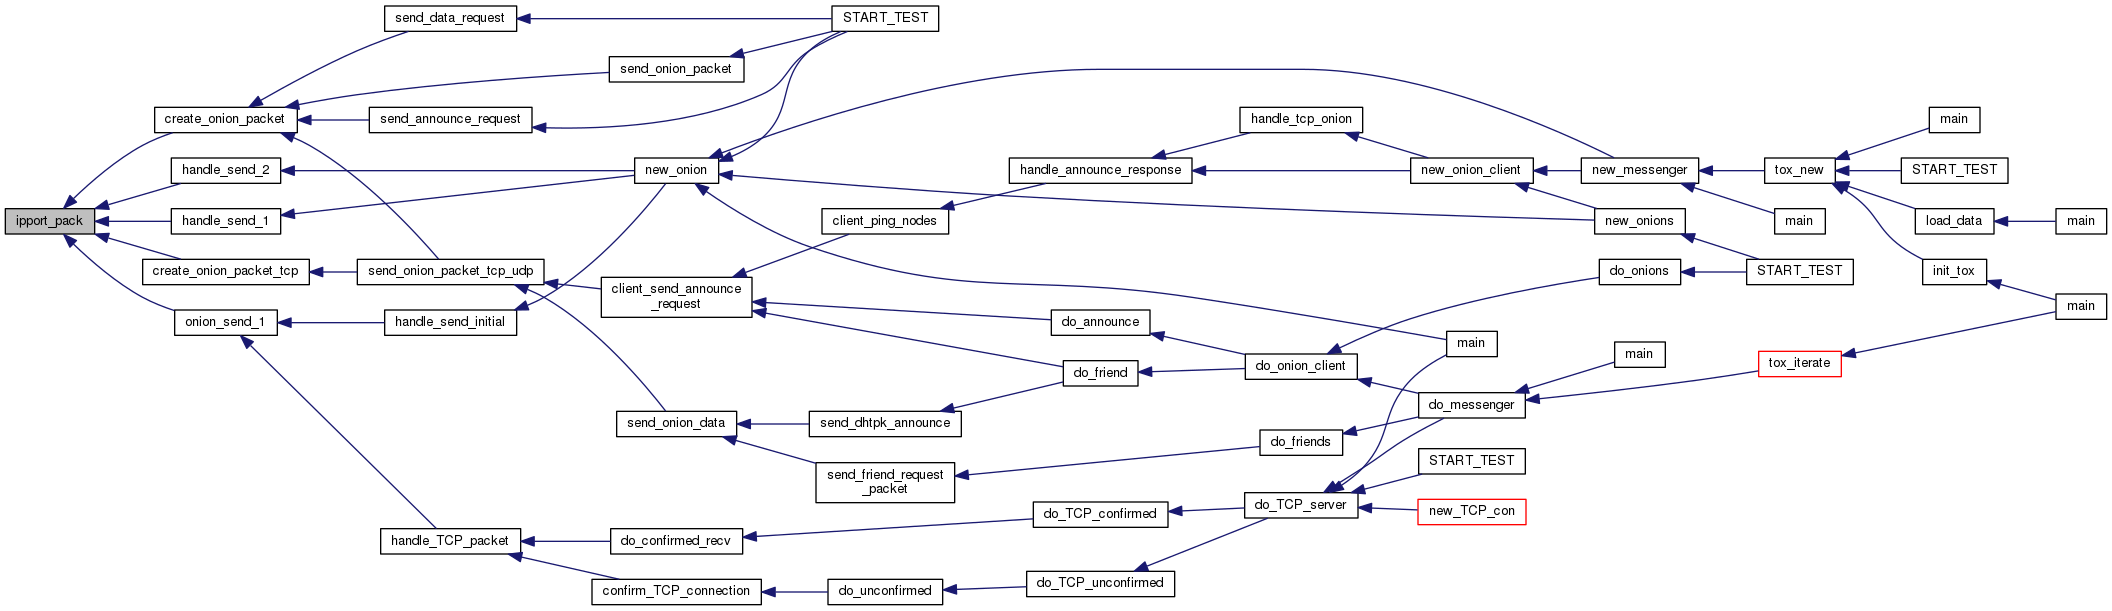 send_data_request
START_TEST
send_onion_packet
create_onion_packet
send_announce_request
handle_tcp_onion
main
handle_send_2
new_onion
handle_announce_response
new_onion_client
new_messenger
tox_new
START_TEST
ipport_pack
handle_send_1
client_ping_nodes
new_onions
main
load_data
main
create_onion_packet_tcp
send_onion_packet_tcp_udp
client_send_announce
_request
do_onions
START_TEST
init_tox
main
onion_send_1
handle_send_initial
do_announce
main
do_friend
do_onion_client
main
tox_iterate
send_onion_data
send_dhtpk_announce
do_messenger
do_friends
send_friend_request
_packet
START_TEST
do_TCP_server
new_TCP_con
handle_TCP_packet
do_confirmed_recv
do_TCP_confirmed
confirm_TCP_connection
do_unconfirmed
do_TCP_unconfirmed